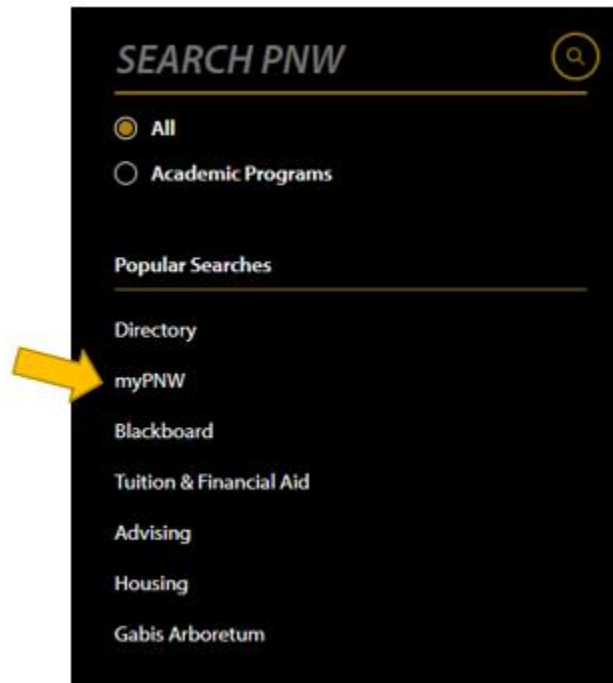 SEARCH PNW
All
Academic Programs
Popular Searches
Directory
myPNW
Blackboard
Tuition & Financial Aid
Advising
Housing
Gabis Arboretum